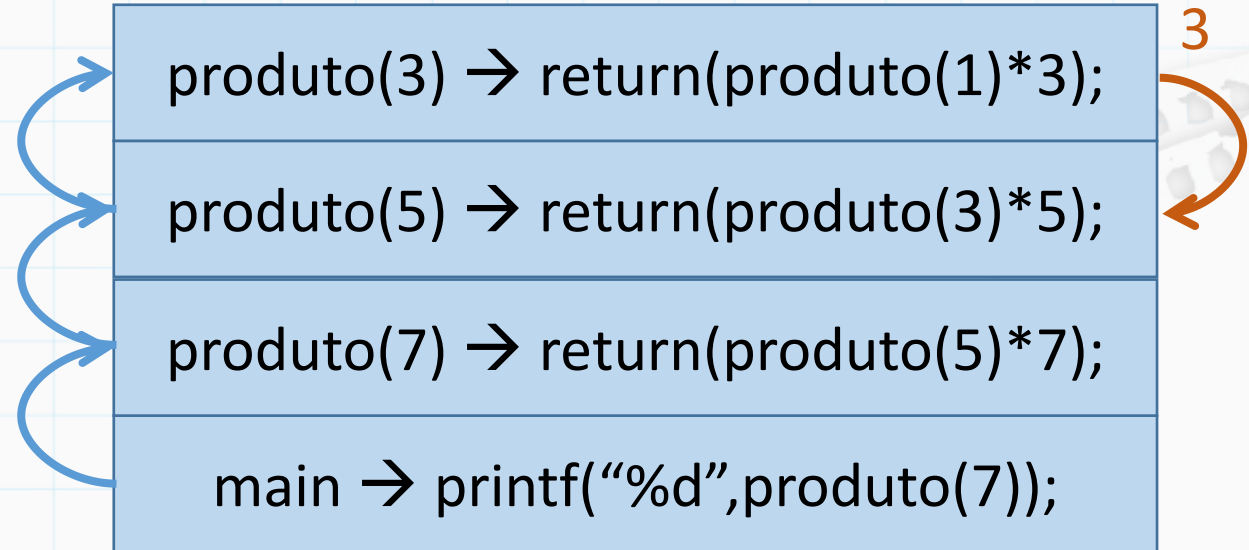 3
produto(3) → return(produto(1)*3);
produto(5) → return(produto(3)*5);
produto(7) → return(produto(5)*7);
main → printf(“%d”,produto(7));